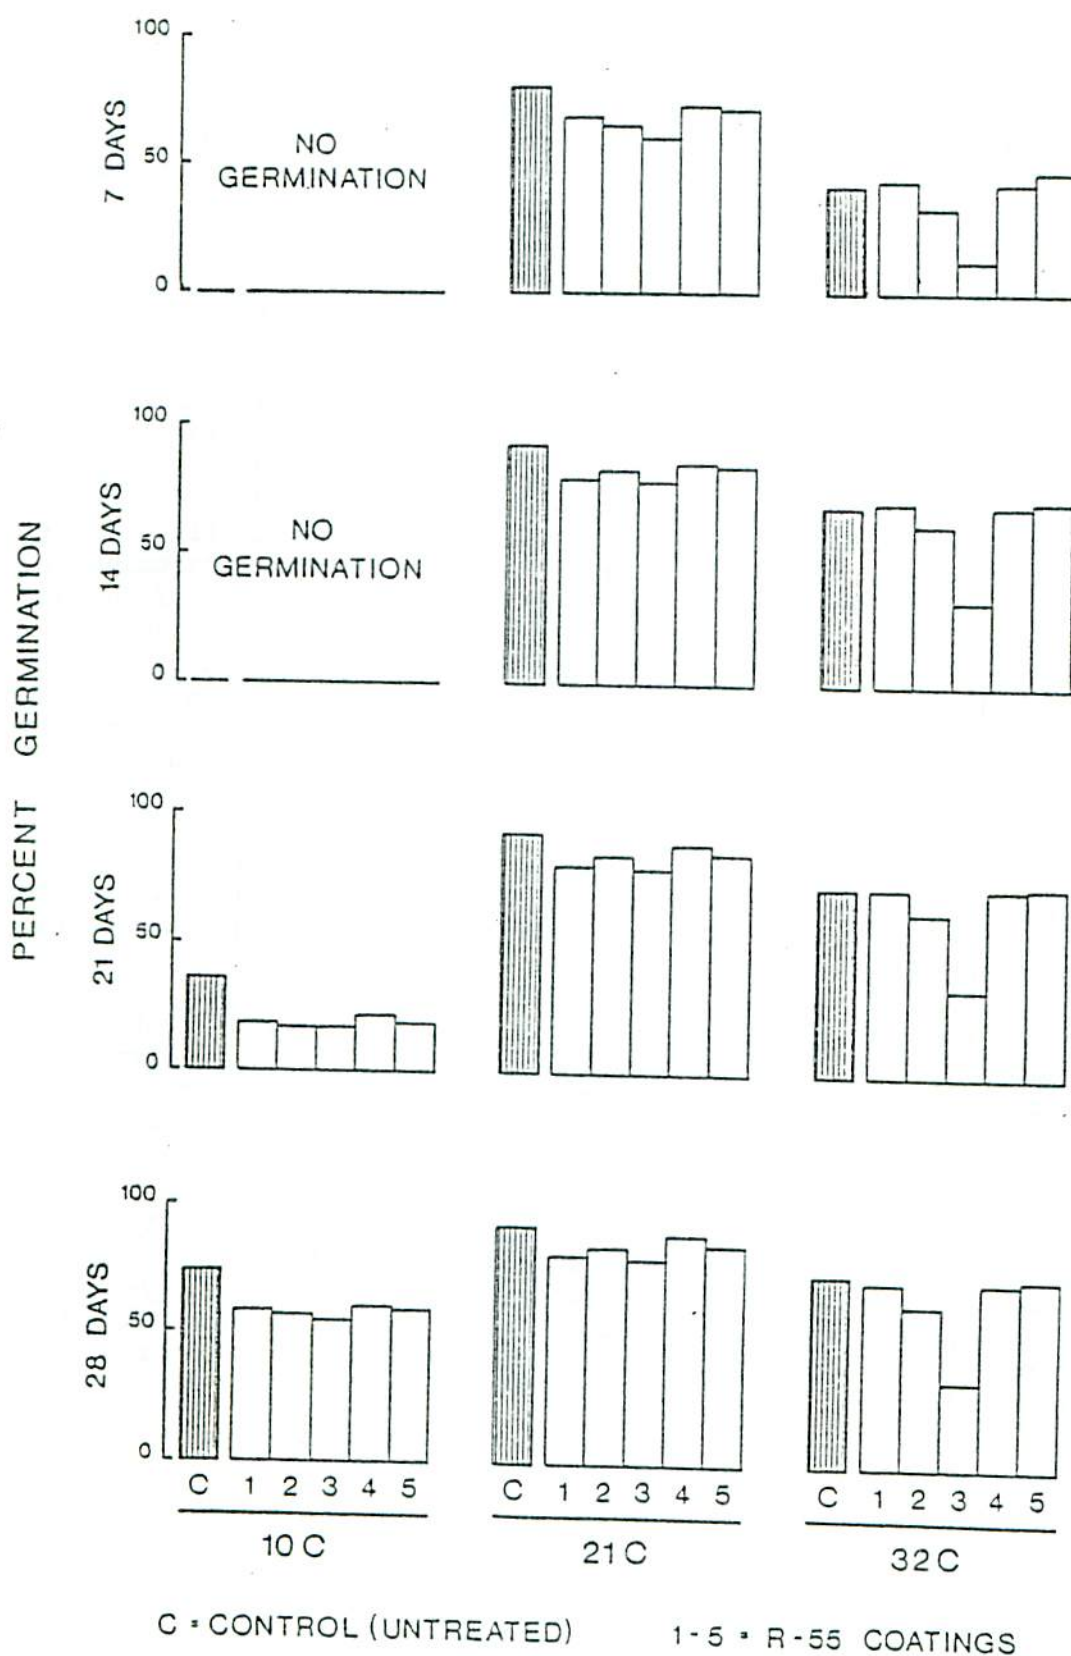 PERCENT GERMINATION
7 DAYS
100
50
0
NO
GERMINATION
14 DAYS
100
50
0
NO
GERMINATION
21 DAYS
100
50
0
28 DAYS
100
50
0
C 1 2 3 4 5
C 1 2 3 4 5
C 1 2 3 4 5
10 C
21 C
32 C
C = CONTROL (UNTREATED)
1-5 = R-55 COATINGS